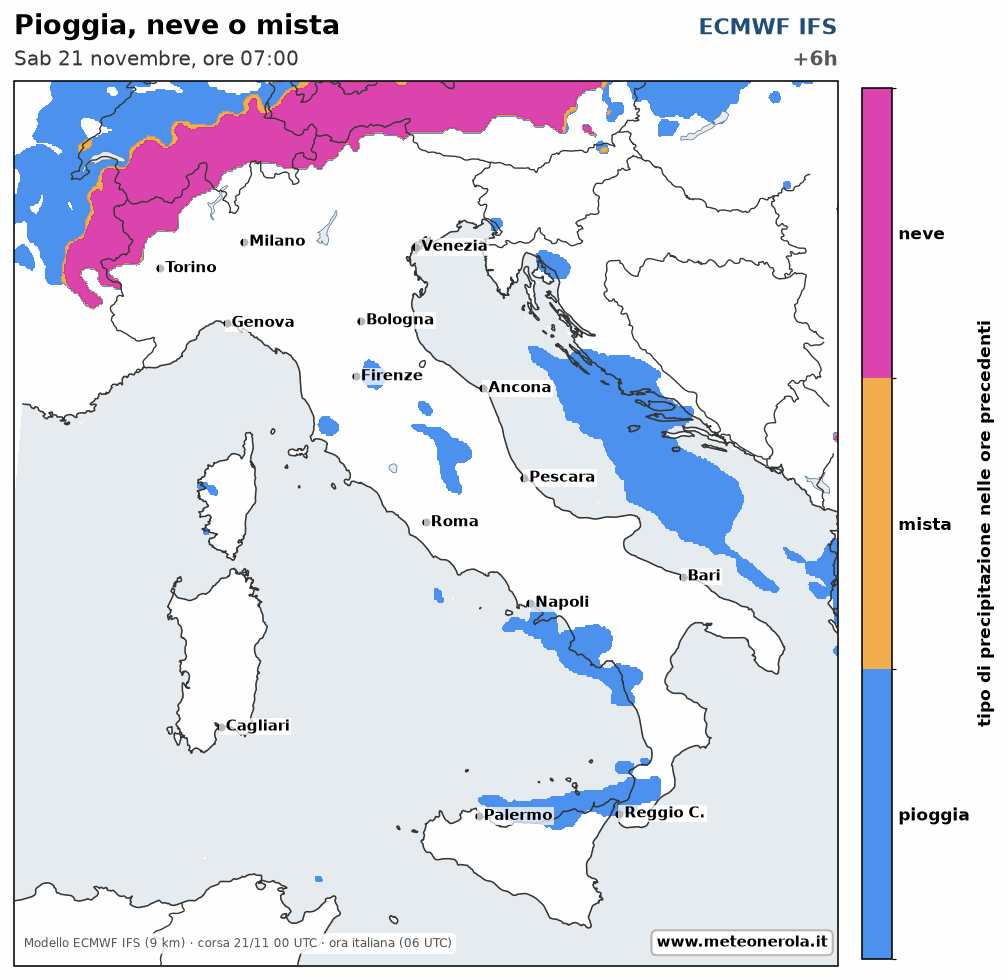 Pioggia, neve o mista
ECMWF IFS
Sab 21 novembre, ore 07:00
+6h
neve
mista
pioggia
tipo di precipitazione nelle ore precedenti
Milano
Venezia
Torino
Genova
Bologna
Firenze
Ancona
Pescara
Roma
Bari
Napoli
Cagliari
Palermo
Reggio C.
Modello ECMWF IFS (9 km) · corsa 21/11 00 UTC · ora italiana (06 UTC)
www.meteonerola.it